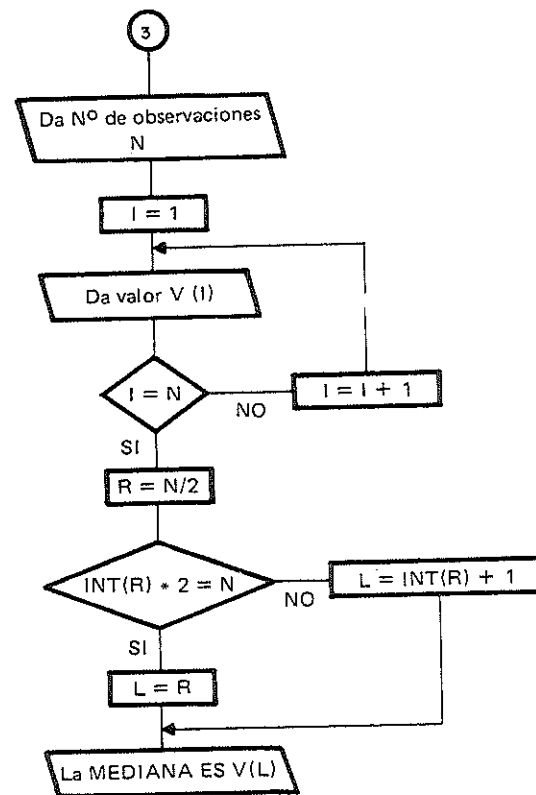 3
Da Nº de observaciones
N
I = 1
Da valor V (I)
I = N
NO
I = I + 1
SI
R = N/2
INT(R) * 2 = N
NO
L = INT(R) + 1
SI
L = R
La MEDIANA ES V(L)